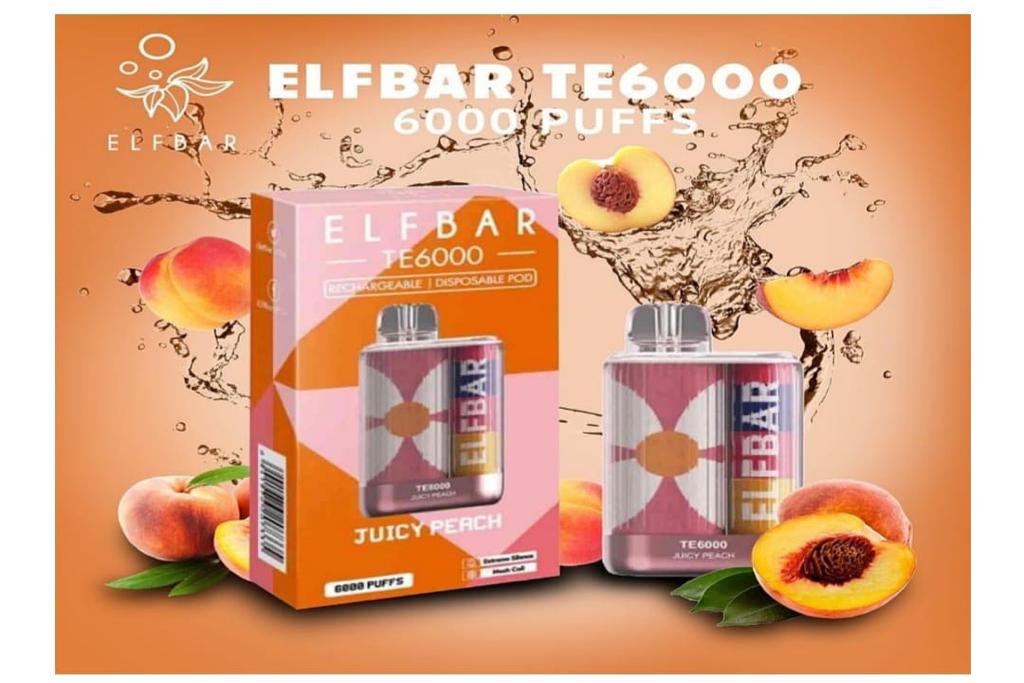 ELFBAR TE6000
6000 PUFFS
ELFBAR
ELFBAR
TE6000
RECHARGEABLE | DISPOSABLE POD
ELFBAR
TE6000
JUICY PEACH
JUICY PEACH
6000 PUFFS
Extreme Silence
Mesh Coil
ELFBAR
TE6000
JUICY PEACH